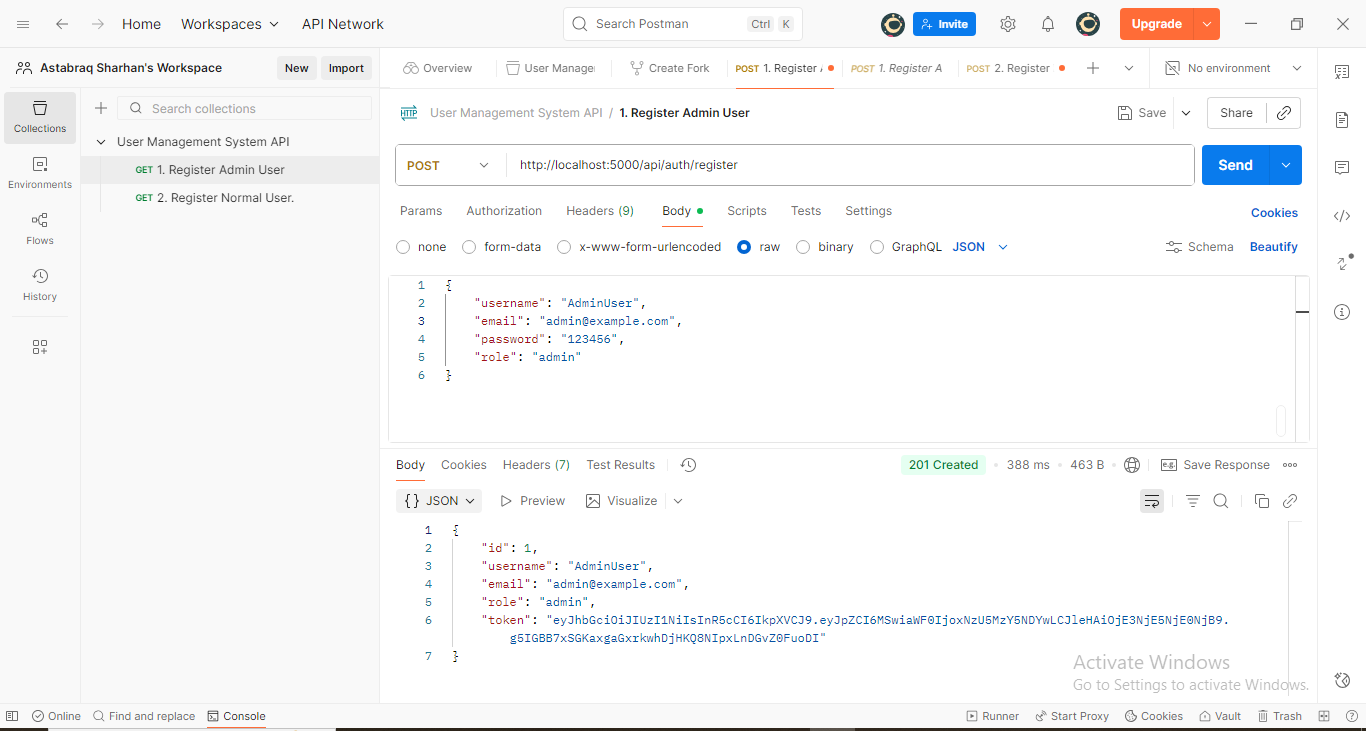 Home Workspaces API Network Search Postman Ctrl K Invite Upgrade
Astabraq Sharhan's Workspace New Import Overview User Manage Create Fork POST 1. Register POST 1. Register A POST 2. Register No environment
Search collections
Collections
User Management System API
GET 1. Register Admin User
GET 2. Register Normal User.
Environments
Flows
History
HTTP User Management System API / 1. Register Admin User Save Share
POST http://localhost:5000/api/auth/register Send
Params Authorization Headers (9) Body Scripts Tests Settings Cookies
none form-data x-www-form-urlencoded raw binary GraphQL JSON Schema Beautify
1 {
2 "username": "AdminUser",
3 "email": "admin@example.com",
4 "password": "123456",
5 "role": "admin"
6 }
Body Cookies Headers (7) Test Results 201 Created 388 ms 463 B e.g. Save Response
{} JSON Preview Visualize
1 {
2 "id": 1,
3 "username": "AdminUser",
4 "email": "admin@example.com",
5 "role": "admin",
6 "token": "eyJhbGciOiJIUzI1NiIsInR5cCI6IkpXVCJ9.eyJpZCI6MSwiaWF0IjoxNzU5MzY5NDYwLCJleHAiOjE3NjE5NjE0NjB9.
g5IGBB7xSGKaxgaGxrkwhDjHKQ8NIpxLnDGvZ0FuoDI"
7 }
Activate Windows
Go to Settings to activate Windows.
Online Find and replace Console Runner Start Proxy Cookies Vault Trash